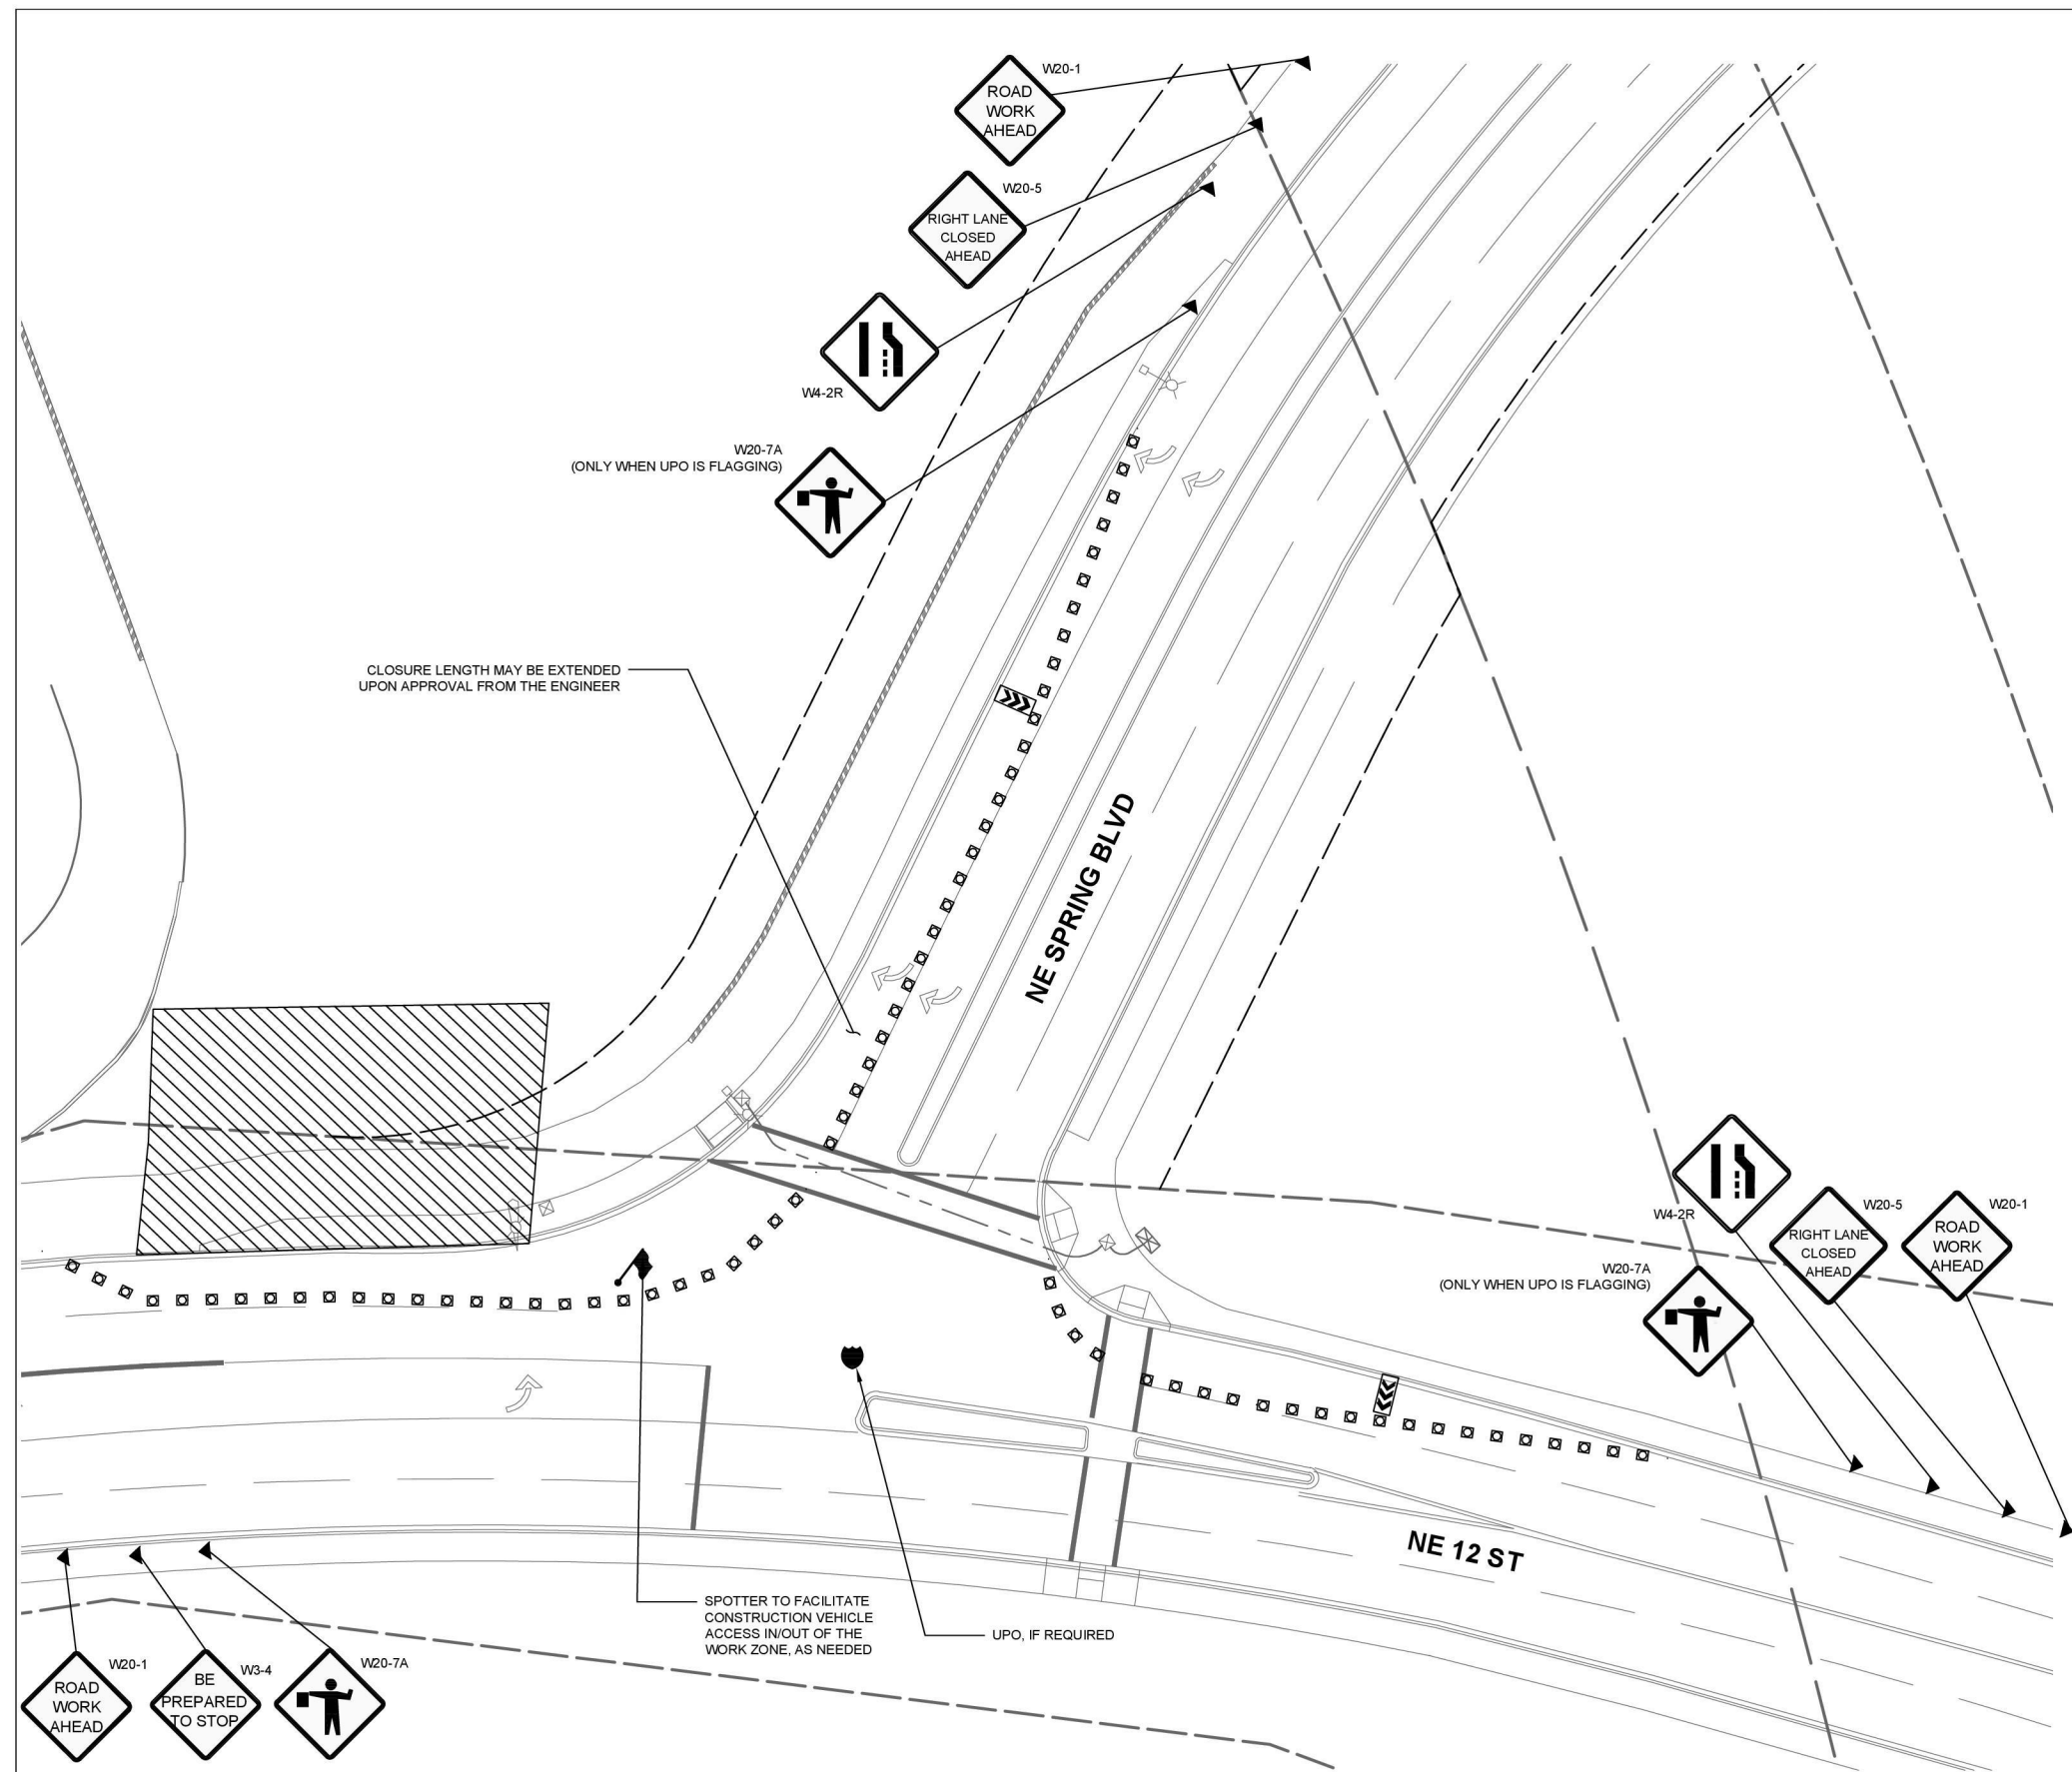 W20-1
ROAD
WORK
AHEAD
W20-5
RIGHT LANE
CLOSED
AHEAD
W4-2R
W20-7A
(ONLY WHEN UPO IS FLAGGING)
CLOSURE LENGTH MAY BE EXTENDED
UPON APPROVAL FROM THE ENGINEER
NE SPRING BLVD
W4-2R
W20-5
RIGHT LANE
CLOSED
AHEAD
W20-1
ROAD
WORK
AHEAD
W20-7A
(ONLY WHEN UPO IS FLAGGING)
NE 12 ST
SPOTTER TO FACILITATE
CONSTRUCTION VEHICLE
ACCESS IN/OUT OF THE
WORK ZONE, AS NEEDED
UPO, IF REQUIRED
W20-1
ROAD
WORK
AHEAD
W3-4
BE
PREPARED
TO STOP
W20-7A